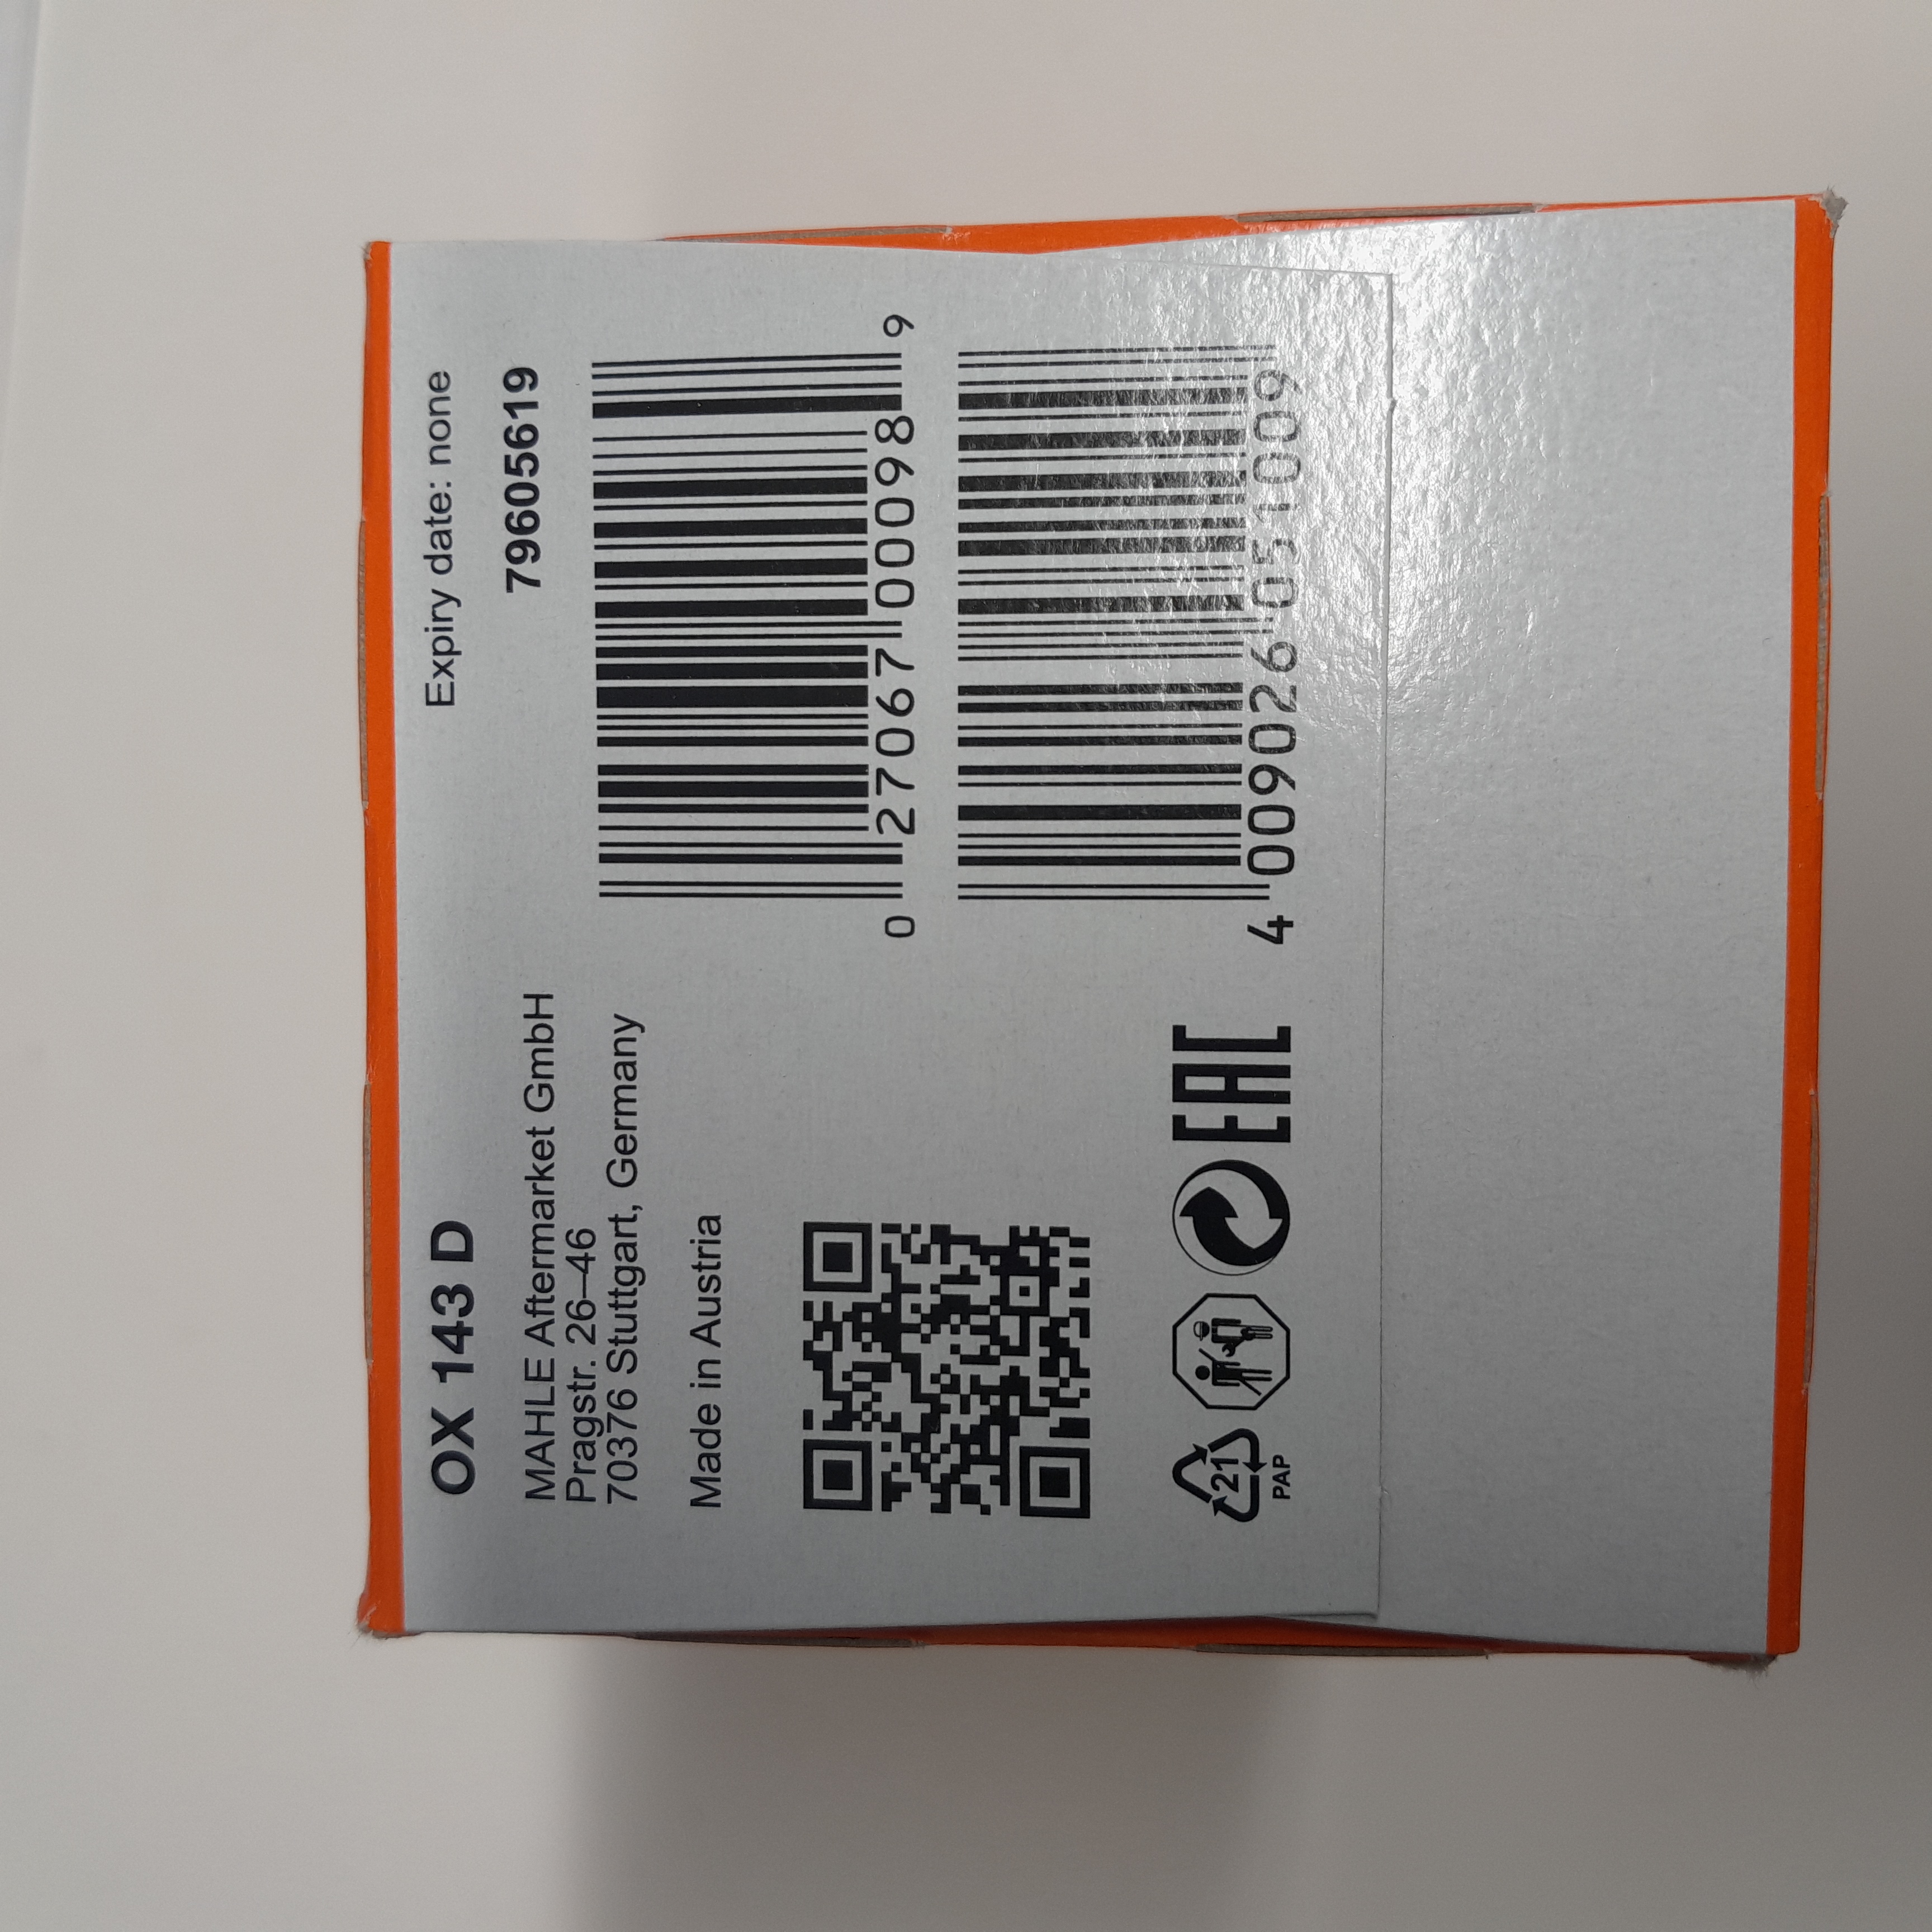 OX 143 D
Expiry date: none
MAHLE Aftermarket GmbH
Pragstr. 26–46
70376 Stuttgart, Germany
Made in Austria
79605619
0 27067 00098 9
4 009026 051009
21
PAP
EAC